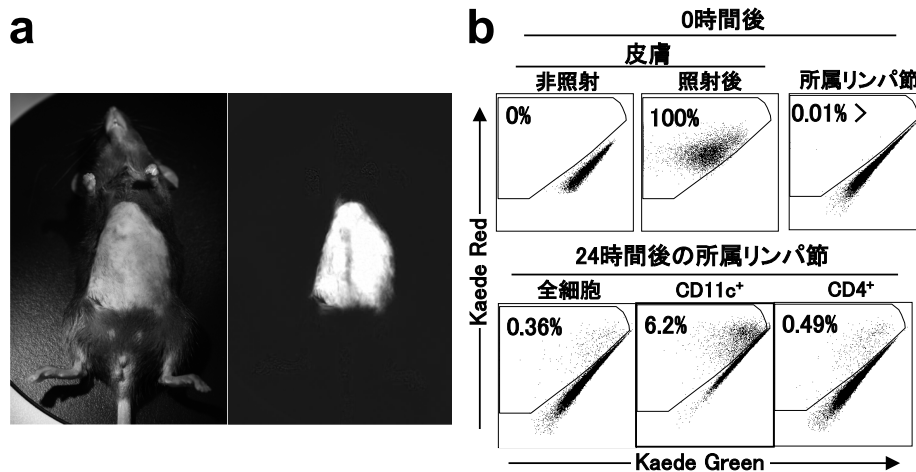 a
b
0時間後
皮膚
非照射
照射後
所属リンパ節
0%
100%
0.01% >
24時間後の所属リンパ節
全細胞
CD11c⁺
CD4⁺
0.36%
6.2%
0.49%
Kaede Red
Kaede Green